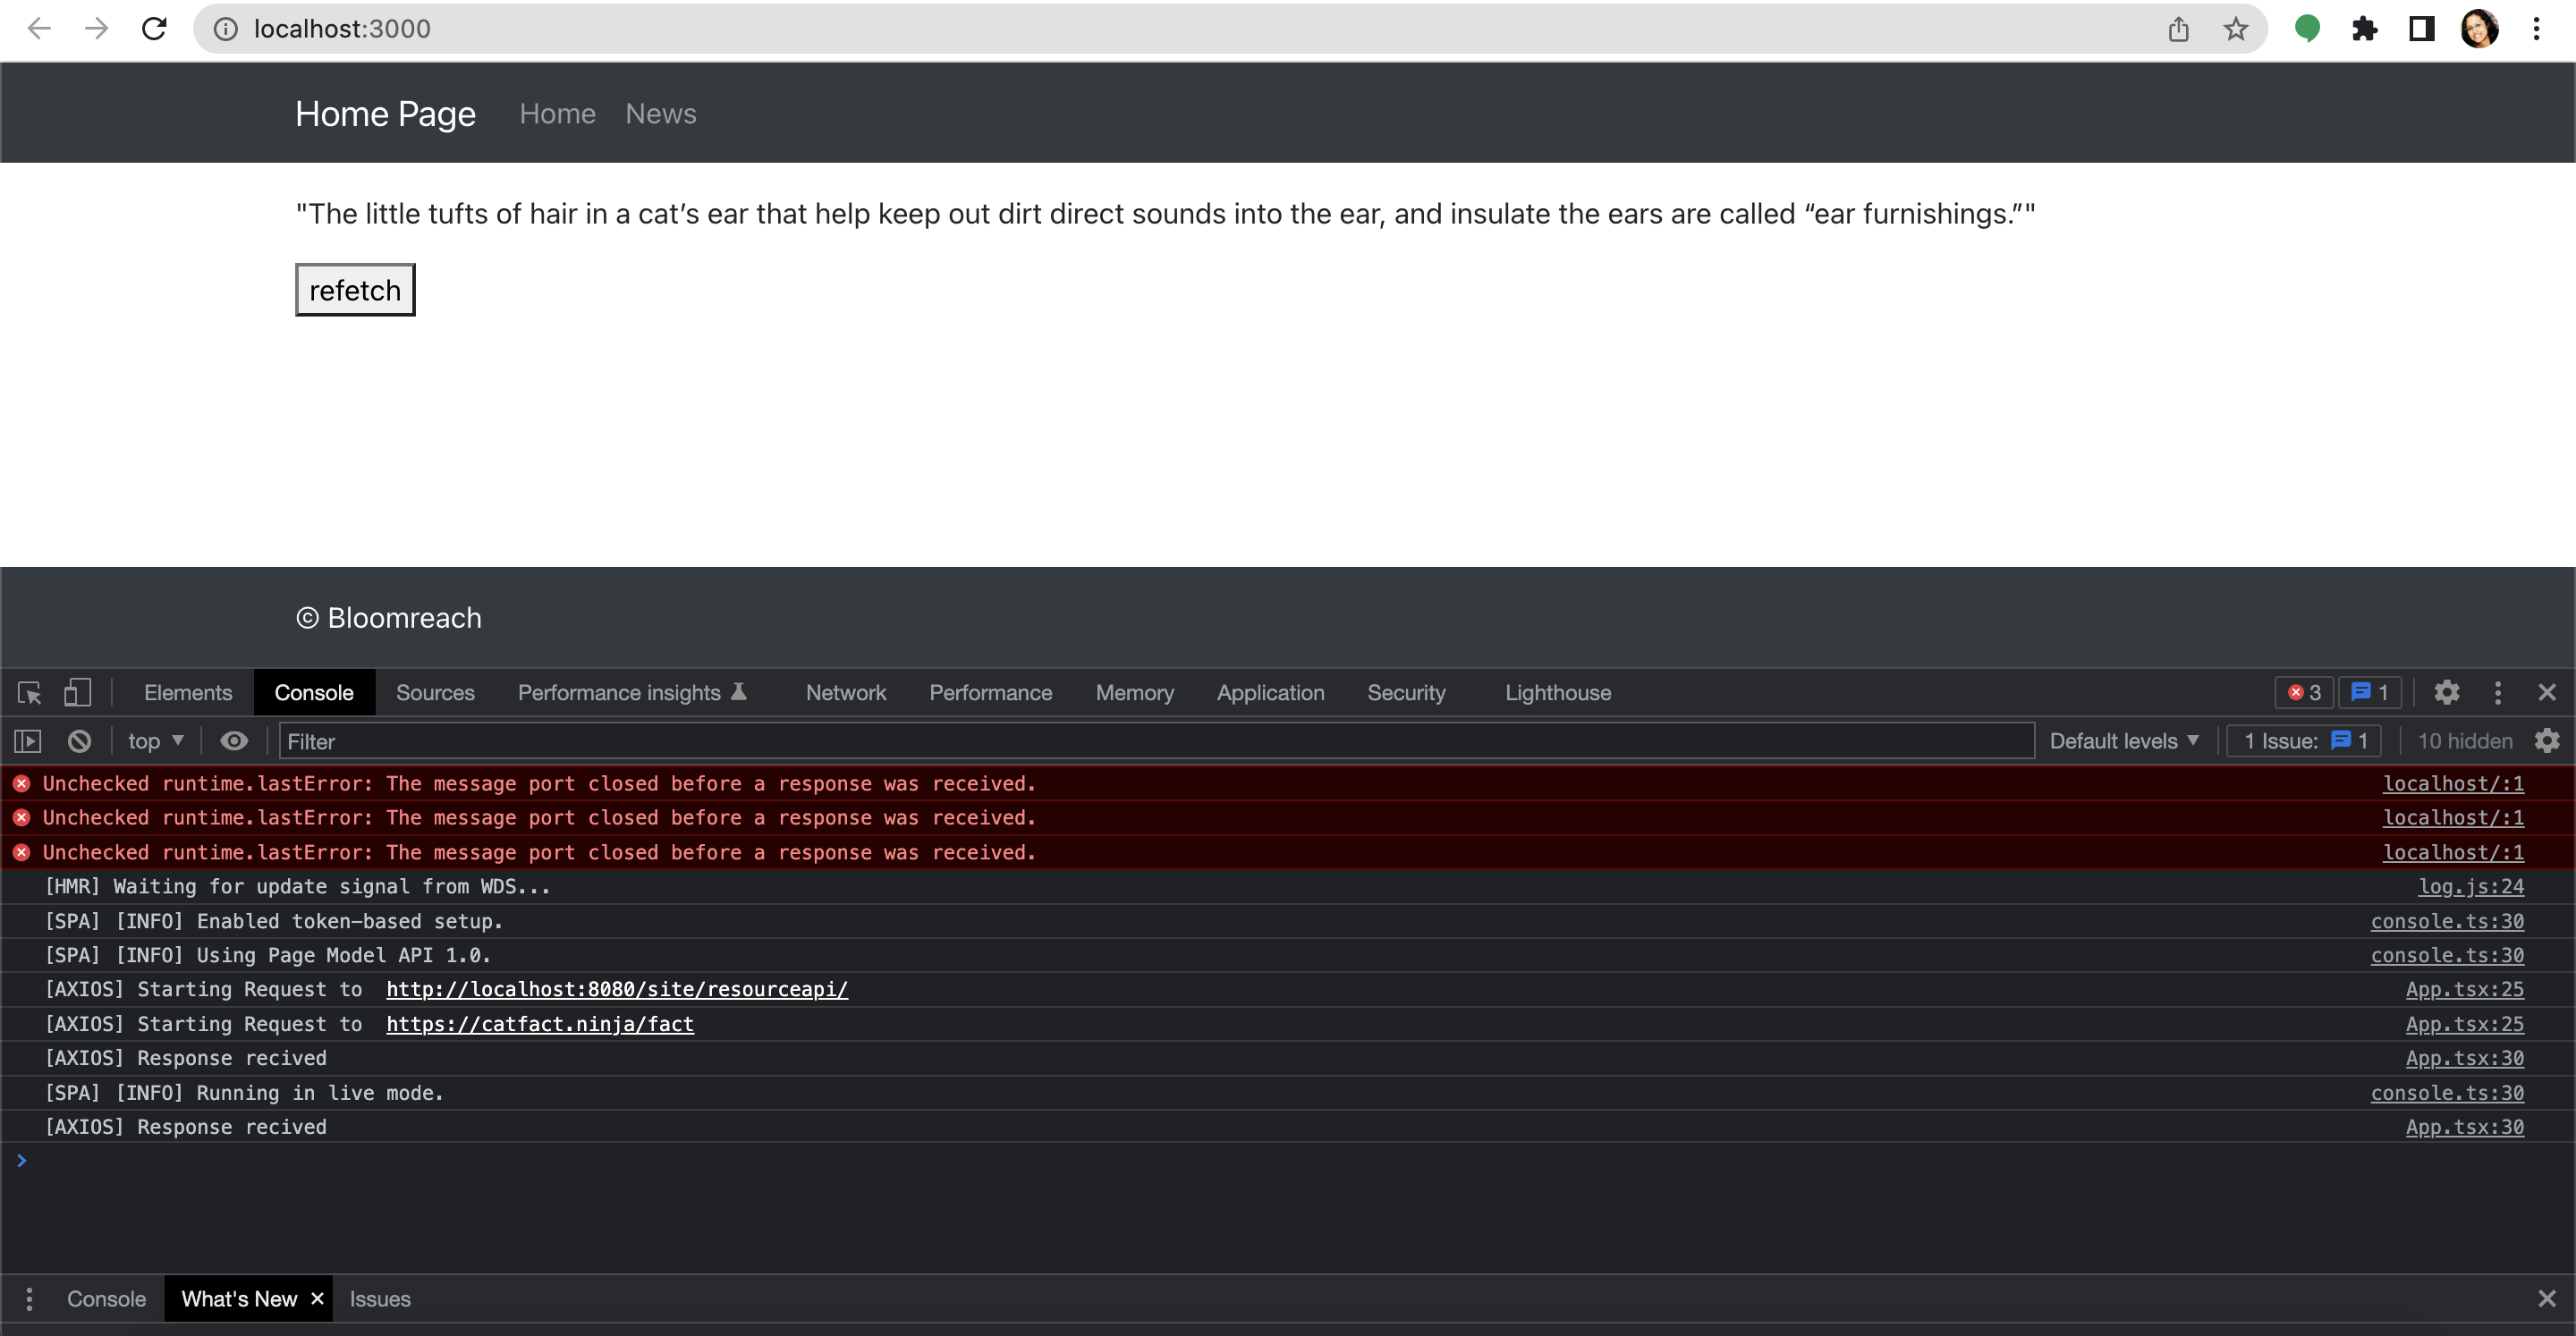 localhost:3000
Home Page Home News
"The little tufts of hair in a cat’s ear that help keep out dirt direct sounds into the ear, and insulate the ears are called “ear furnishings.”"
refetch
© Bloomreach
Elements Console Sources Performance insights Network Performance Memory Application Security Lighthouse 3 1
top Filter Default levels 1 Issue: 1 10 hidden
Unchecked runtime.lastError: The message port closed before a response was received. localhost/:1
Unchecked runtime.lastError: The message port closed before a response was received. localhost/:1
Unchecked runtime.lastError: The message port closed before a response was received. localhost/:1
[HMR] Waiting for update signal from WDS... log.js:24
[SPA] [INFO] Enabled token-based setup. console.ts:30
[SPA] [INFO] Using Page Model API 1.0. console.ts:30
[AXIOS] Starting Request to http://localhost:8080/site/resourceapi/ App.tsx:25
[AXIOS] Starting Request to https://catfact.ninja/fact App.tsx:25
[AXIOS] Response recived App.tsx:30
[SPA] [INFO] Running in live mode. console.ts:30
[AXIOS] Response recived App.tsx:30
Console What's New Issues